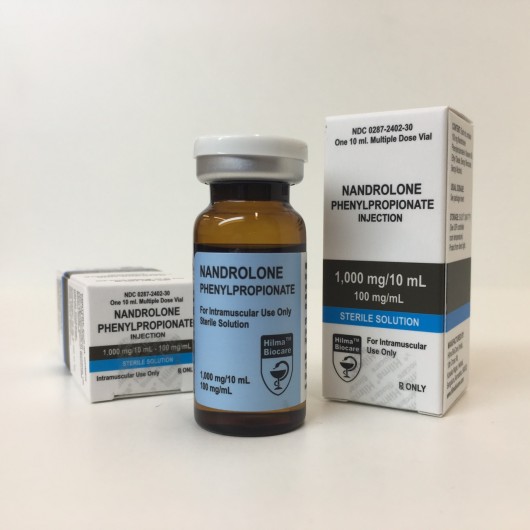 NDC 0287-2402-30
One 10 ml. Multiple Dose Vial
NANDROLONE
PHENYLPROPIONATE
INJECTION
1,000 mg/10 mL - 100 mg/mL
STERILE SOLUTION
Intramuscular Use Only
℞ ONLY
NANDROLONE
PHENYLPROPIONATE
For Intramuscular Use Only
Sterile Solution
Hilma™
Biocare
1,000 mg/10 mL
100 mg/mL
NDC 0287-2402-30
One 10 ml. Multiple Dose Vial
NANDROLONE
PHENYLPROPIONATE
INJECTION
1,000 mg/10 mL
100 mg/mL
STERILE SOLUTION
Hilma™
Biocare
For Intramuscular
Use Only
℞ ONLY